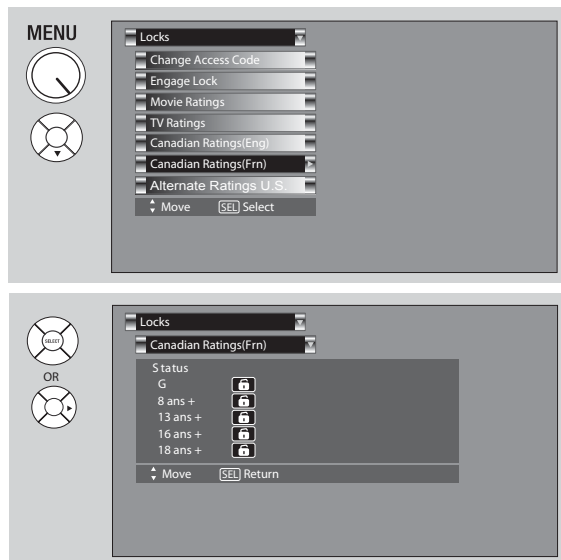 MENU
Locks
Change Access Code
Engage Lock
Movie Ratings
TV Ratings
Canadian Ratings(Eng)
Canadian Ratings(Frn)
Alternate Ratings U.S.
Move SEL Select
SELECT
OR
Locks
Canadian Ratings(Frn)
Status
G
8 ans +
13 ans +
16 ans +
18 ans +
Move SEL Return